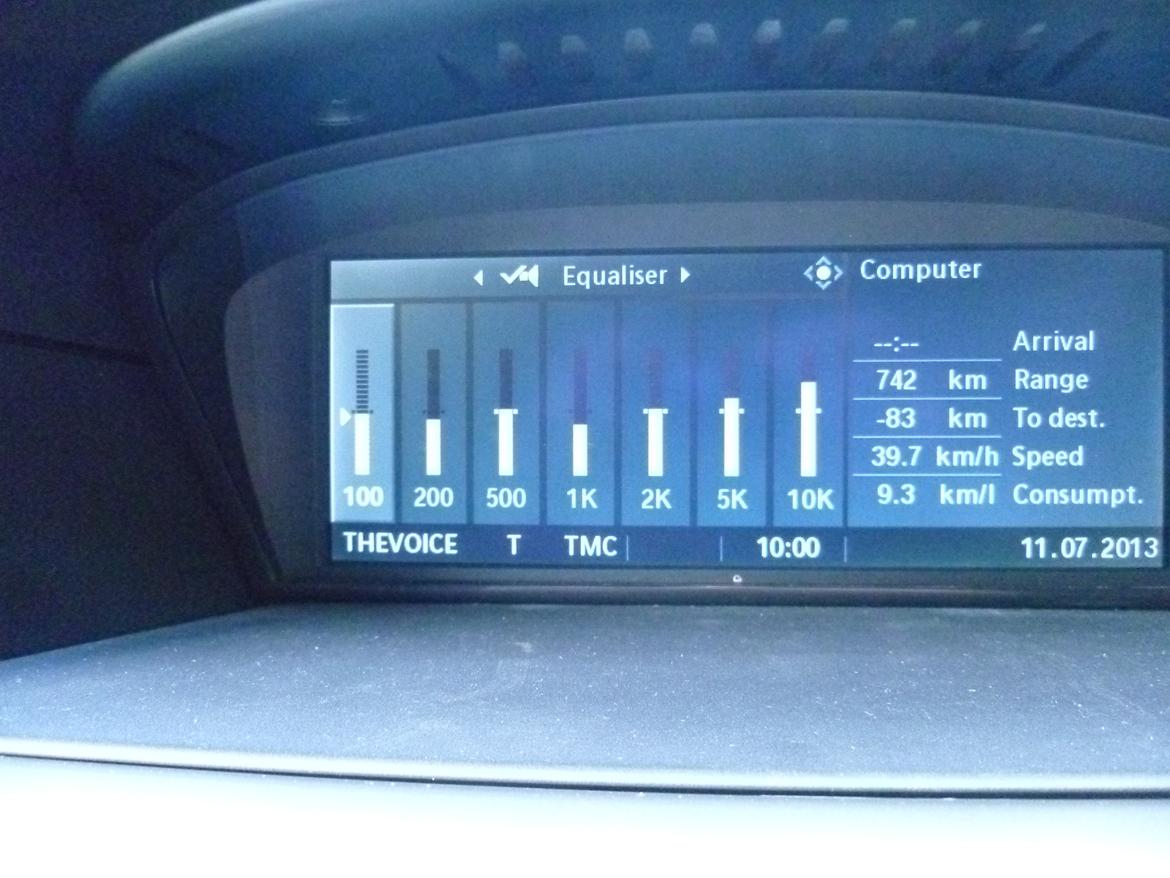 Equaliser
Computer
--:-- Arrival
742 km Range
-83 km To dest.
39.7 km/h Speed
9.3 km/l Consumpt.
100 200 500 1K 2K 5K 10K
THEVOICE T TMC 10:00 11.07.2013